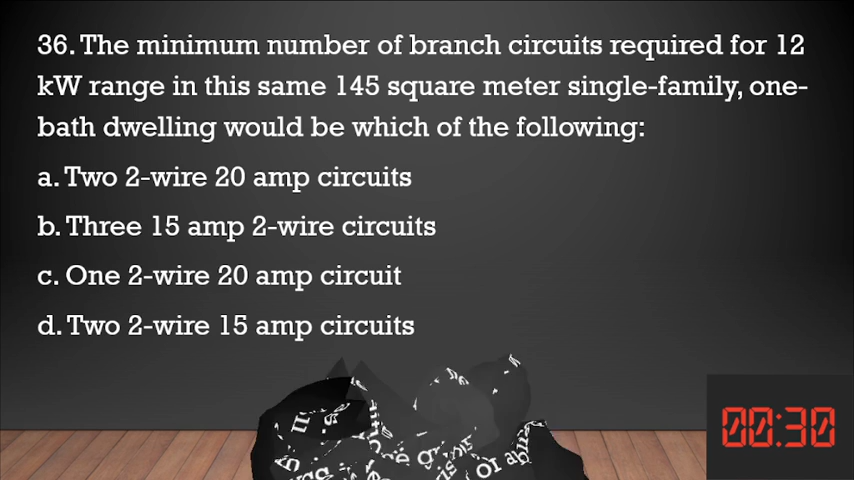 36. The minimum number of branch circuits required for 12
kW range in this same 145 square meter single-family, one-
bath dwelling would be which of the following:
a. Two 2-wire 20 amp circuits
b. Three 15 amp 2-wire circuits
c. One 2-wire 20 amp circuit
d. Two 2-wire 15 amp circuits
00:30